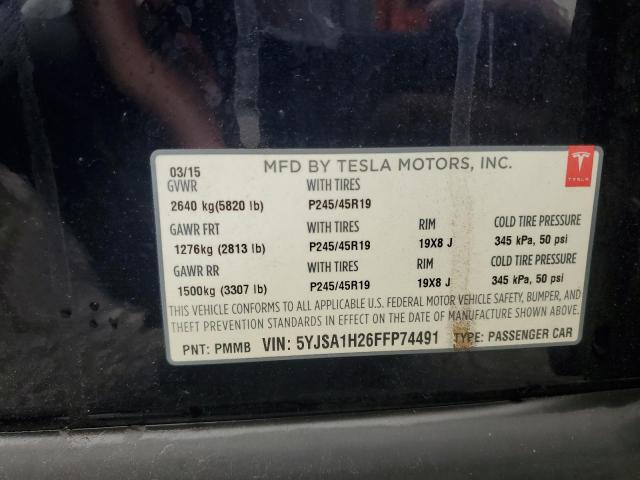 03/15 MFD BY TESLA MOTORS, INC.
TESLA
GVWR WITH TIRES
2640 kg(5820 lb) P245/45R19
GAWR FRT WITH TIRES RIM COLD TIRE PRESSURE
1276kg (2813 lb) P245/45R19 19X8 J 345 kPa, 50 psi
GAWR RR WITH TIRES RIM COLD TIRE PRESSURE
1500kg (3307 lb) P245/45R19 19X8 J 345 kPa, 50 psi
THIS VEHICLE CONFORMS TO ALL APPLICABLE U.S. FEDERAL MOTOR VEHICLE SAFETY, BUMPER, AND
THEFT PREVENTION STANDARDS IN EFFECT ON THE DATE OF MANUFACTURE SHOWN ABOVE.
PNT: PMMB VIN: 5YJSA1H26FFP74491 TYPE: PASSENGER CAR